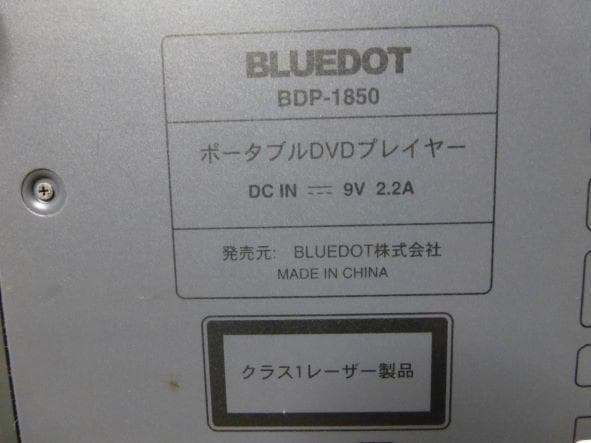 BLUEDOT
BDP-1850
ポータブルDVDプレイヤー
DC IN ⎓ 9V 2.2A
発売元: BLUEDOT株式会社
MADE IN CHINA
クラス1レーザー製品